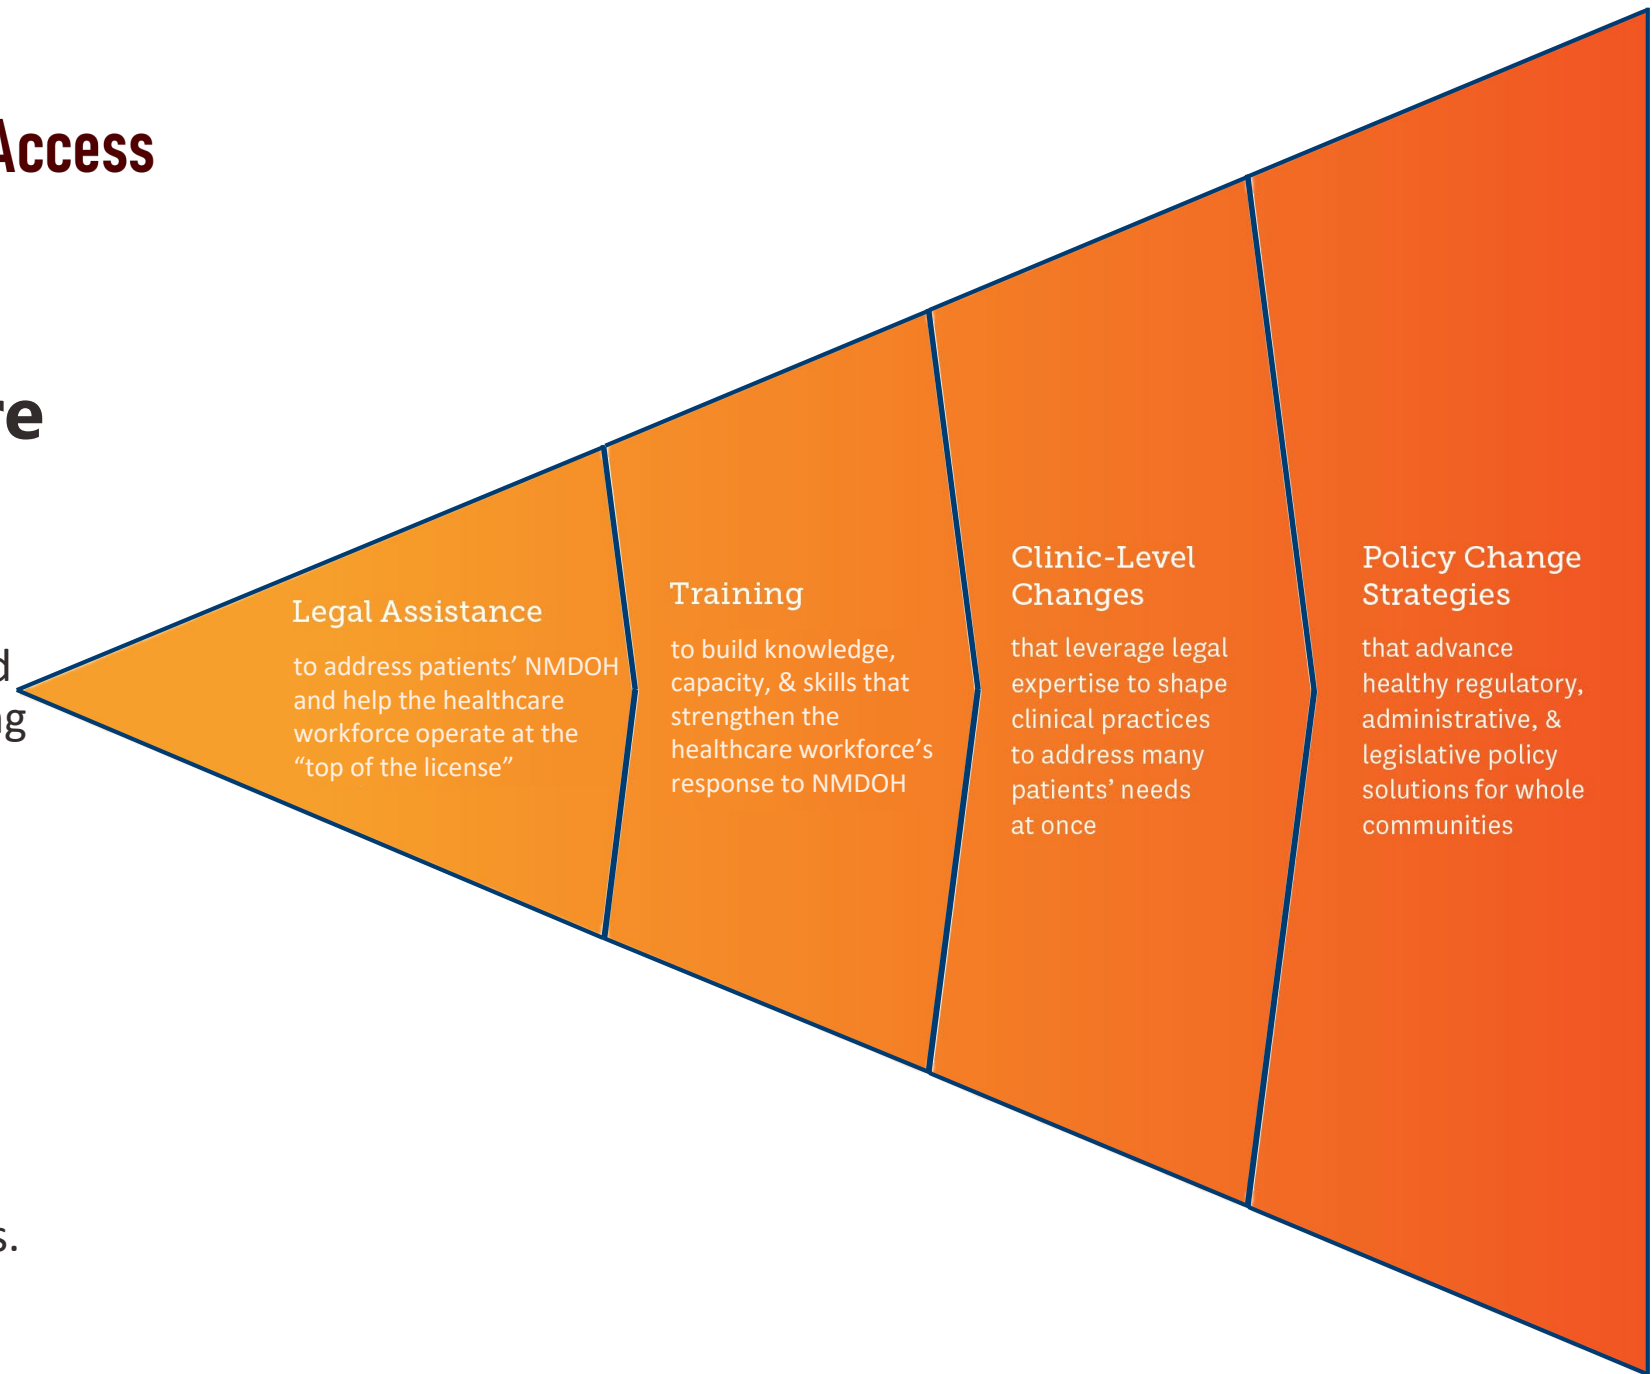 Access
re
d
ng
s.
Legal Assistance
to address patients’ NMDOH
and help the healthcare
workforce operate at the
“top of the license”
Training
to build knowledge,
capacity, & skills that
strengthen the
healthcare workforce’s
response to NMDOH
Clinic-Level
Changes
that leverage legal
expertise to shape
clinical practices
to address many
patients’ needs
at once
Policy Change
Strategies
that advance
healthy regulatory,
administrative, &
legislative policy
solutions for whole
communities